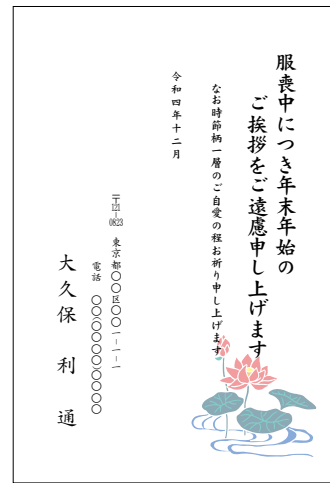 服喪中につき年末年始の
ご挨拶をご遠慮申し上げます
なお時節柄一層のご自愛の程お祈り申し上げます
令和四年十二月
〒121-0823 東京都〇〇区〇〇一-一-一
電話 〇〇(〇〇〇〇)〇〇〇〇
大久保 利通